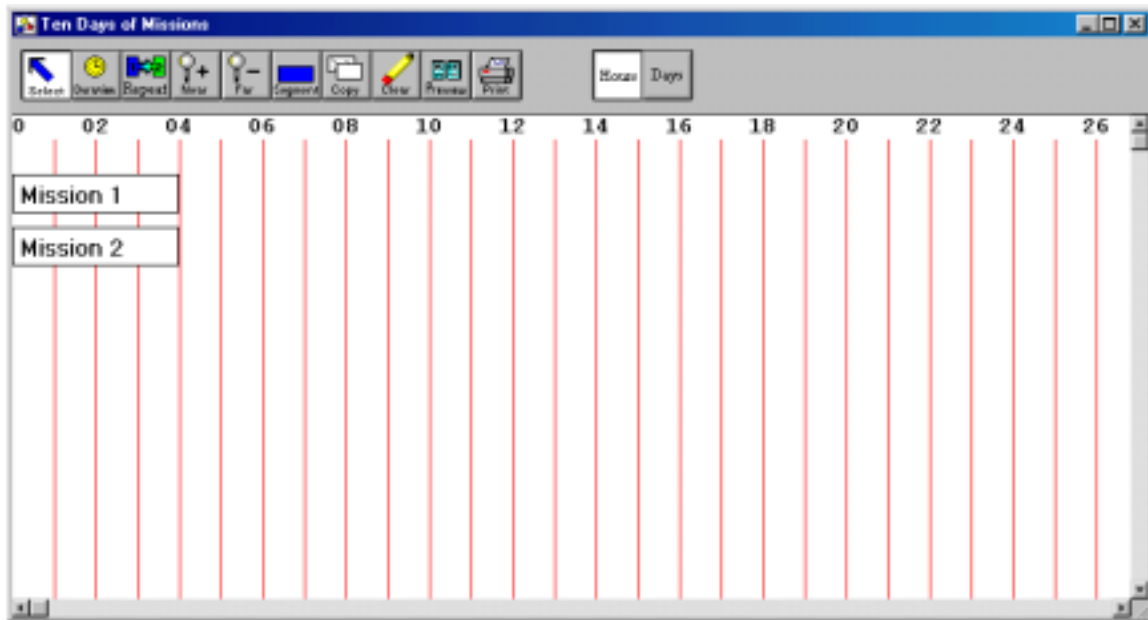 Ten Days of Missions
Select Duration Repeat Near Far Segment Copy Clear Preview Print Hours Days
0 02 04 06 08 10 12 14 16 18 20 22 24 26
Mission 1
Mission 2